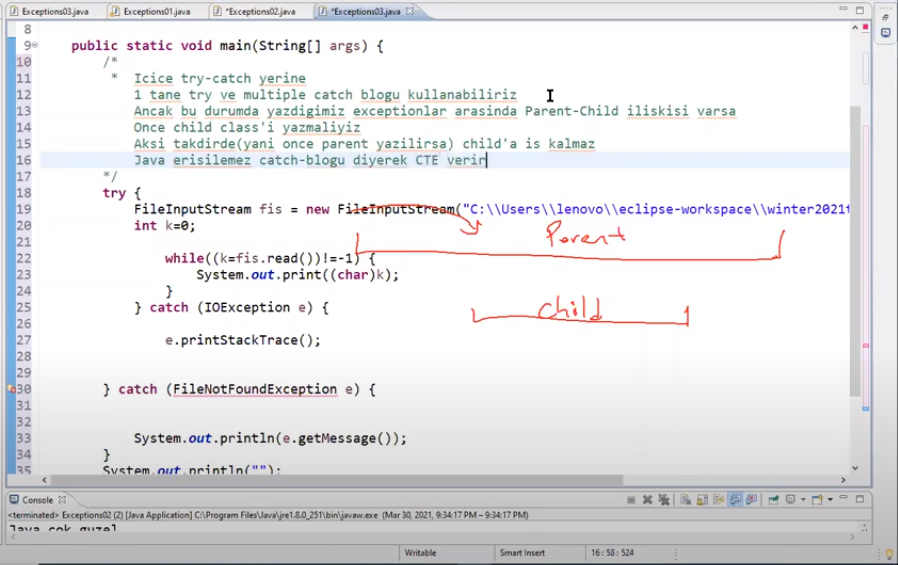 Exceptions03.java Exceptions01.java *Exceptions02.java *Exceptions03.java
8
9 public static void main(String[] args) {
10 /*
11 * Icice try-catch yerine
12 1 tane try ve multiple catch blogu kullanabiliriz
13 Ancak bu durumda yazdigimiz exceptionlar arasinda Parent-Child iliskisi varsa
14 Once child class'i yazmaliyiz
15 Aksi takdirde(yani once parent yazilirsa) child'a is kalmaz
16 Java erisilemez catch-blogu diyerek CTE verir
17 */
18 try {
19 FileInputStream fis = new FileInputStream("C:\\Users\\lenovo\\eclipse-workspace\\winter2021t
20 int k=0;
Parent
21
22 while((k=fis.read())!=-1) {
23 System.out.print((char)k);
24 }
25 } catch (IOException e) {
child
26
27 e.printStackTrace();
28
29
30 } catch (FileNotFoundException e) {
31
32
33 System.out.println(e.getMessage());
34 }
35 System.out.println("");
Console
<terminated> Exceptions02 (2) [Java Application] C:\Program Files\Java\jre1.8.0_251\bin\javaw.exe (Mar 30, 2021, 9:34:17 PM – 9:34:17 PM)
Java cok guzel
Writable Smart Insert 16 : 58 : 524